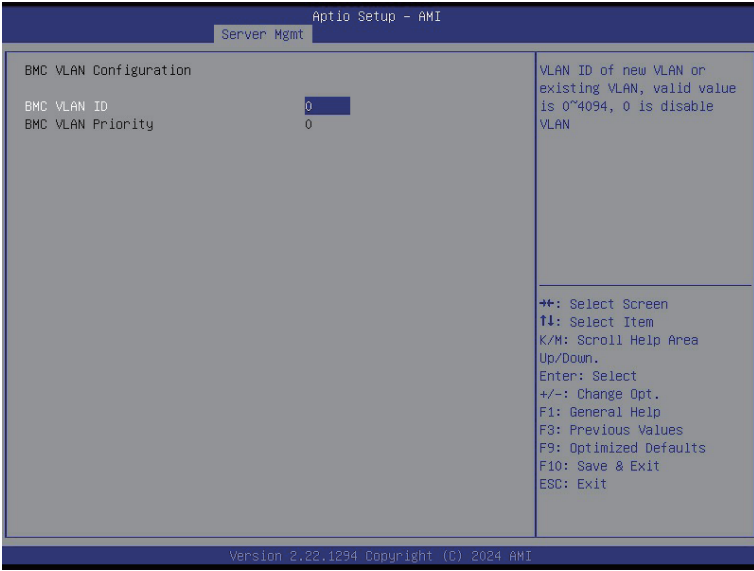 Aptio Setup – AMI
Server Mgmt
BMC VLAN Configuration
BMC VLAN ID 0
BMC VLAN Priority 0
VLAN ID of new VLAN or
existing VLAN, valid value
is 0~4094, 0 is disable
VLAN
→←: Select Screen
↑↓: Select Item
K/M: Scroll Help Area
Up/Down.
Enter: Select
+/-: Change Opt.
F1: General Help
F3: Previous Values
F9: Optimized Defaults
F10: Save & Exit
ESC: Exit
Version 2.22.1294 Copyright (C) 2024 AMI